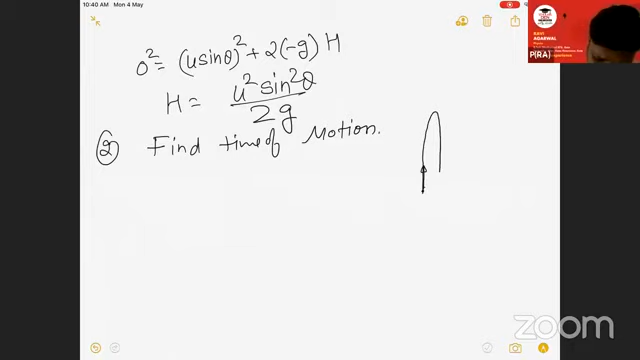 10:40 AM Mon 4 May
RAVI
AGARWAL
P(RA)
0² = (u sinθ)² + 2(-g) H
H = u² sin²θ / 2g
② Find time of Motion.
zoom